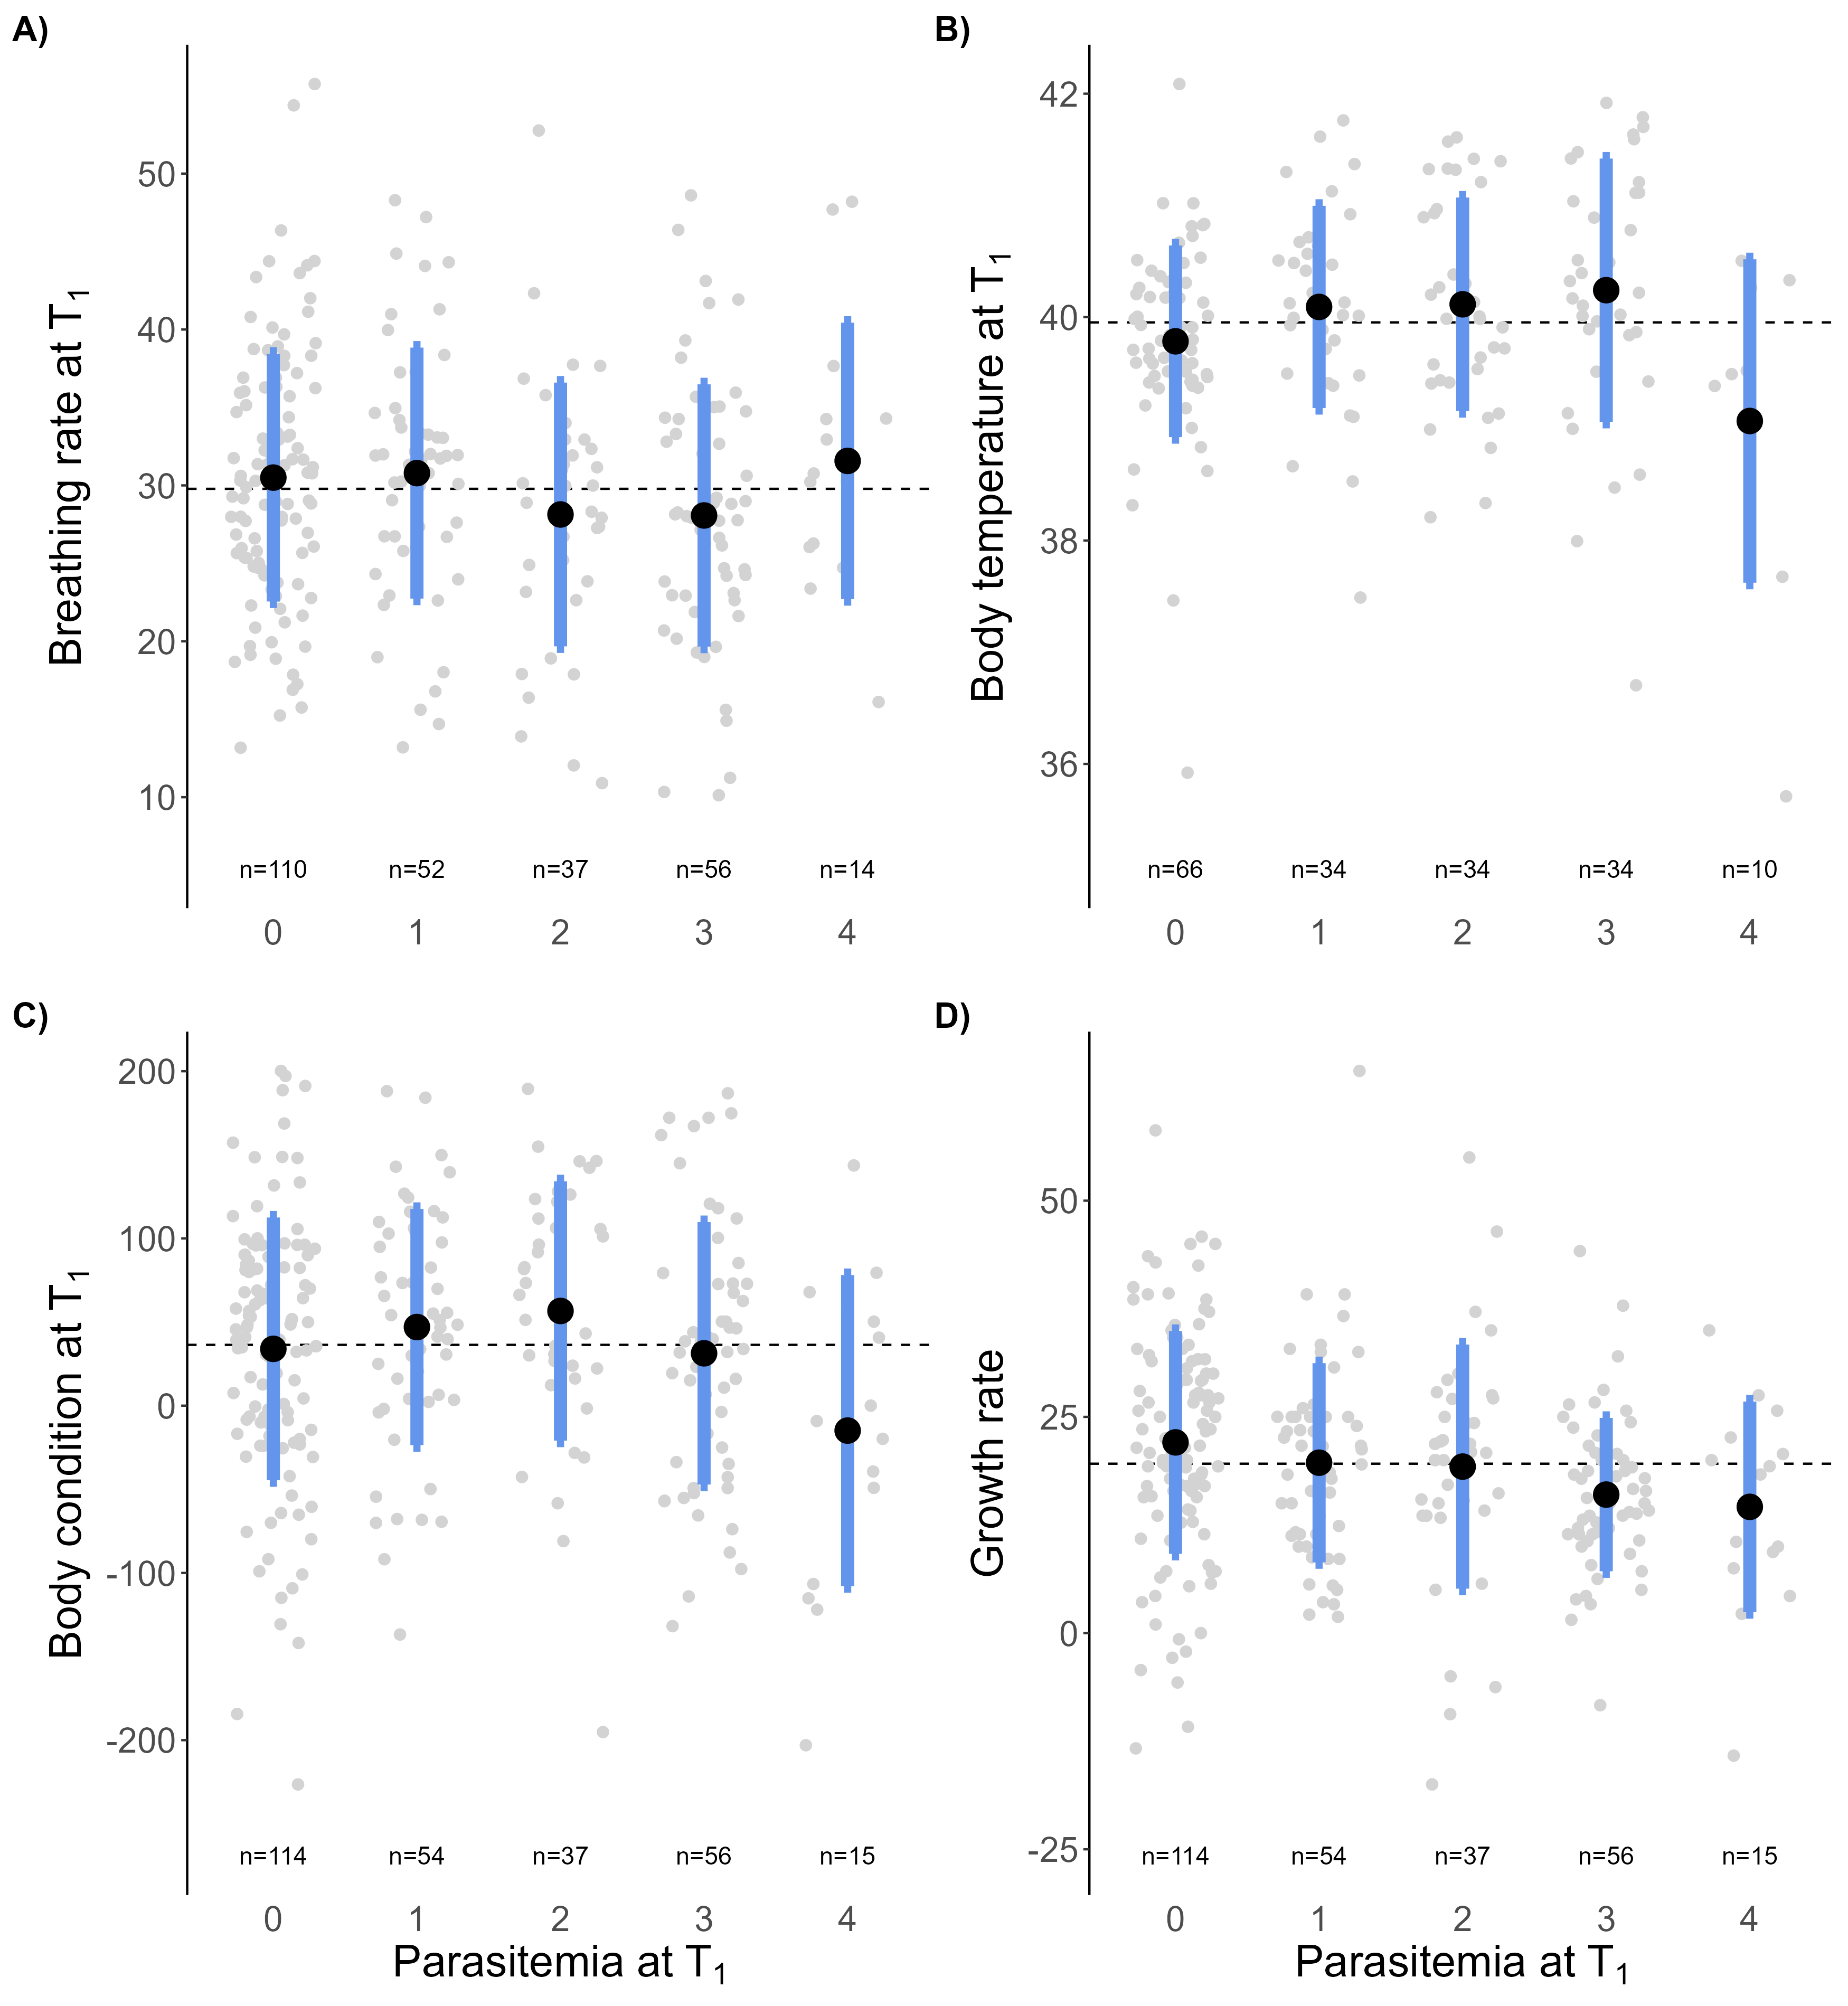 A)
Breathing rate at T1
50
40
30
20
10
n=110 n=52 n=37 n=56 n=14
0 1 2 3 4
B)
Body temperature at T1
42
40
38
36
n=66 n=34 n=34 n=34 n=10
0 1 2 3 4
C)
Body condition at T1
200
100
0
-100
-200
n=114 n=54 n=37 n=56 n=15
0 1 2 3 4
Parasitemia at T1
D)
Growth rate
50
25
0
-25
n=114 n=54 n=37 n=56 n=15
0 1 2 3 4
Parasitemia at T1